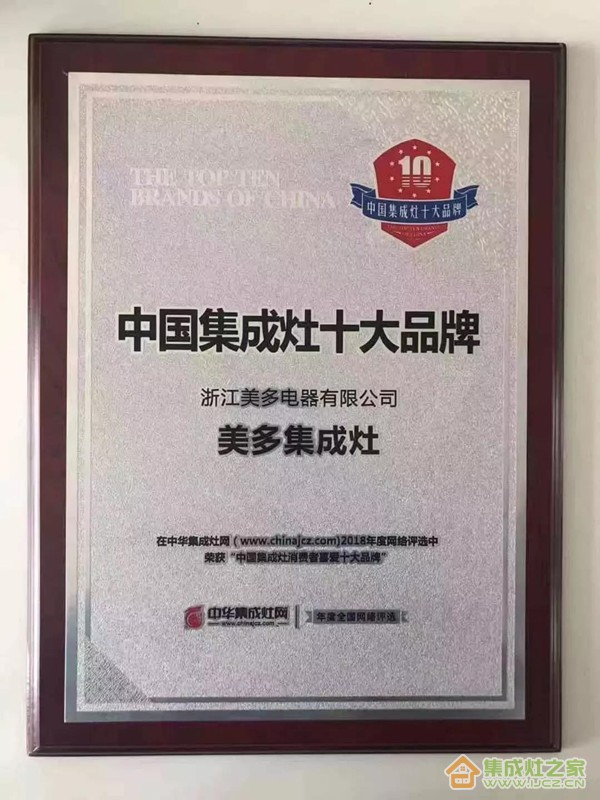 THE TOP TEN
BRANDS OF CHINA
10
中国集成灶十大品牌
中国集成灶十大品牌
浙江美多电器有限公司
美多集成灶
在中华集成灶网(www.chinajcz.com)2018年度网络评选中
荣获“中国集成灶消费者喜爱十大品牌”
中华集成灶网
www.chinajcz.com
年度全国网络评选
集成灶之家
www.iJCZ.CN